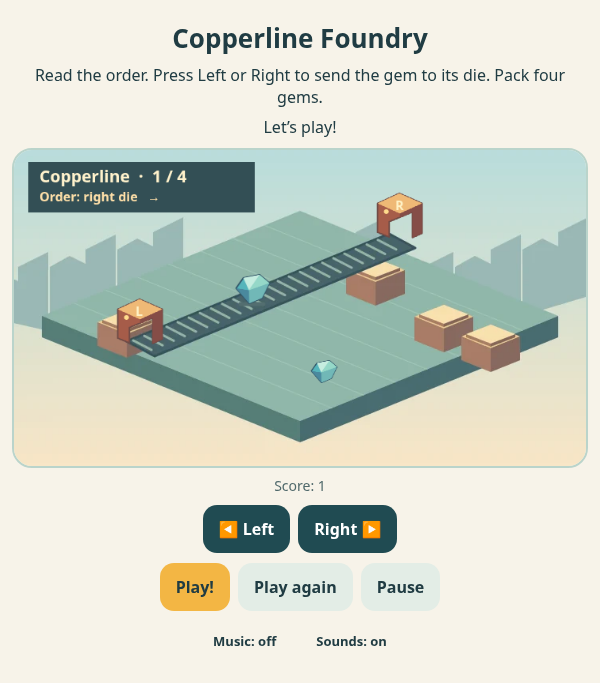 Copperline Foundry
Read the order. Press Left or Right to send the gem to its die. Pack four
gems.
Let’s play!
Copperline · 1 / 4
Order: right die →
R
L
Score: 1
◀ Left
Right ▶
Play!
Play again
Pause
Music: off
Sounds: on